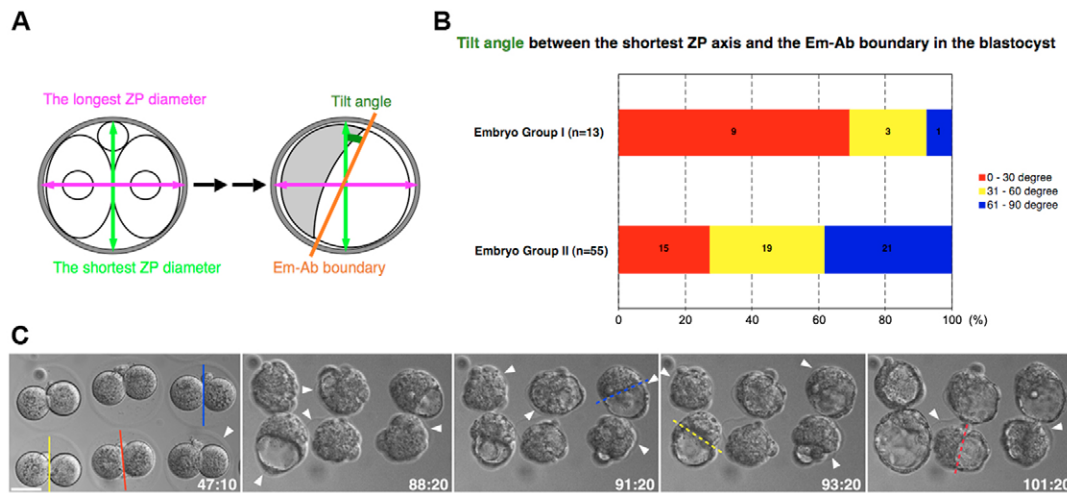 A
The longest ZP diameter
Tilt angle
The shortest ZP diameter
Em-Ab boundary
B
Tilt angle between the shortest ZP axis and the Em-Ab boundary in the blastocyst
Embryo Group I (n=13)
9
3
1
Embryo Group II (n=55)
15
19
21
0 - 30 degree
31 - 60 degree
61 - 90 degree
0
20
40
60
80
100
(%)
C
47:10
88:20
91:20
93:20
101:20